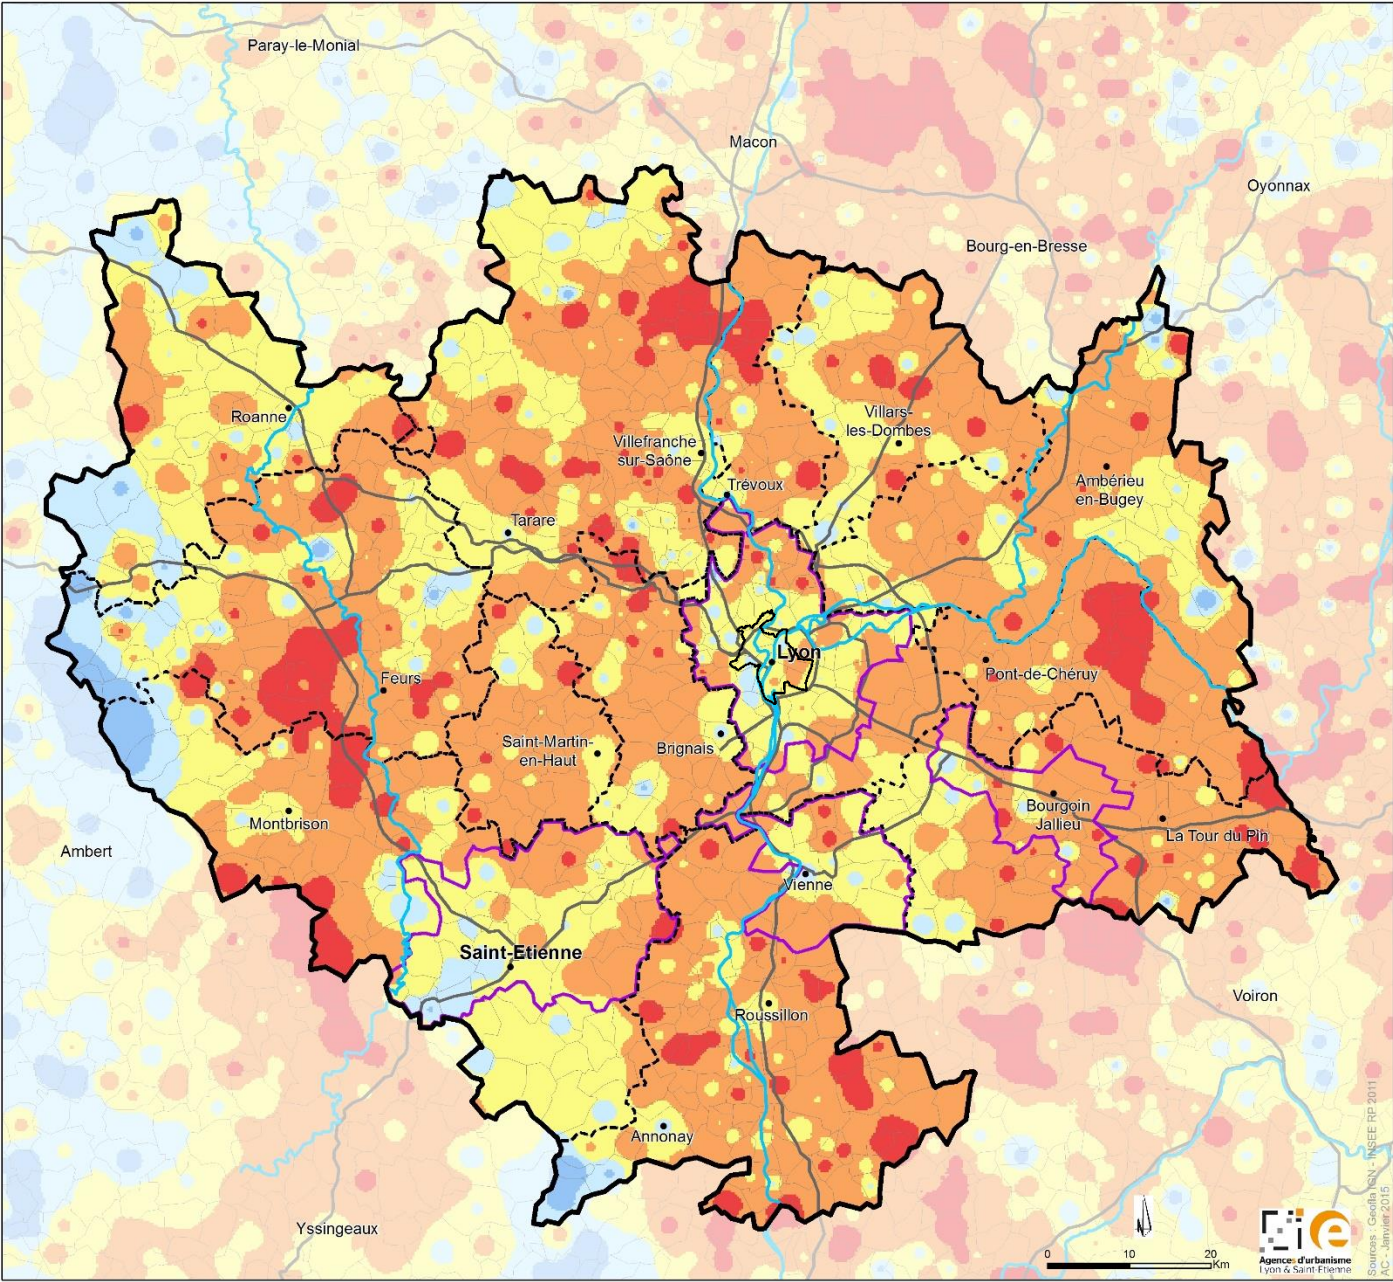 Paray-le-Monial
Macon
Oyonnax
Bourg-en-Bresse
Roanne
Villars-
les-Dombes
Villefranche
sur-Saône
Trévoux
Ambérieu
en-Bugey
Tarare
Lyon
Feurs
Pont-de-Chéruy
Saint-Martin-
en-Haut
Brignais
Montbrison
Bourgoin
Jallieu
La Tour du Pin
Ambert
Vienne
Saint-Etienne
Voiron
Roussillon
Annonay
Yssingeaux
0 10 20
Km
Agences d'urbanisme
Lyon & Saint-Etienne
Sources : Geofla IGN - INSEE RP 2011
AC - Janvier 2015